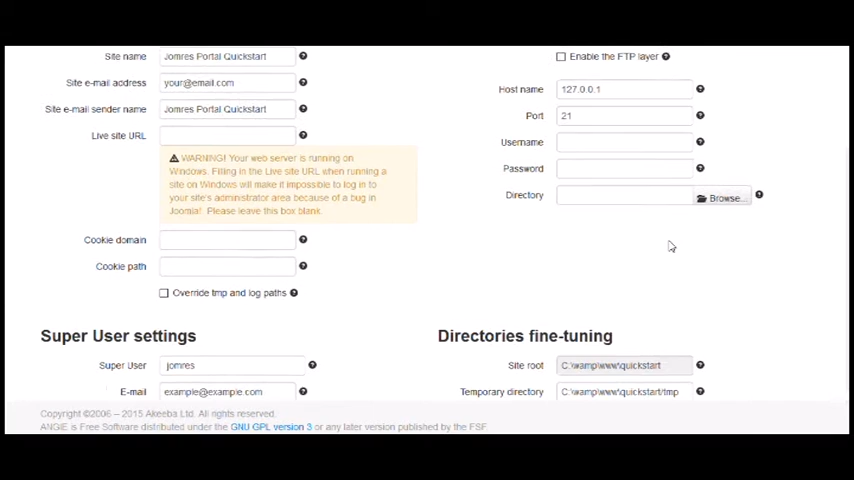 Site name Jomres Portal Quickstart
Site e-mail address your@email.com
Site e-mail sender name Jomres Portal Quickstart
Live site URL
WARNING! Your web server is running on
Windows. Filling in the Live site URL when running a
site on Windows will make it impossible to log in to
your site's administrator area because of a bug in
Joomla!. Please leave this box blank.
Cookie domain
Cookie path
Override tmp and log paths
Enable the FTP layer
Host name 127.0.0.1
Port 21
Username
Password
Directory Browse...
Super User settings
Super User jomres
E-mail example@example.com
Directories fine-tuning
Site root C:\wamp\www\quickstart
Temporary directory C:\wamp\www\quickstart/tmp
Copyright ©2006 – 2015 Akeeba Ltd. All rights reserved.
ANGIE is Free Software distributed under the GNU GPL version 3 or any later version published by the FSF.